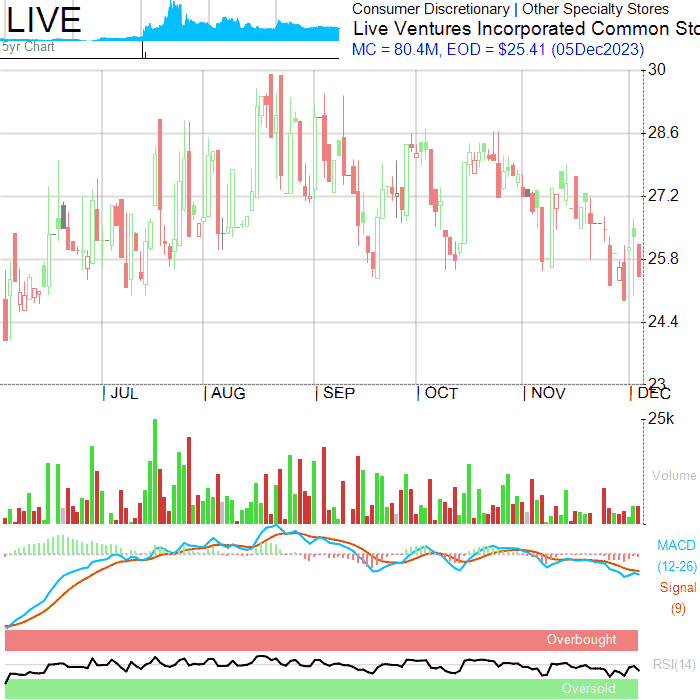 LIVE
5yr Chart
Consumer Discretionary | Other Specialty Stores
Live Ventures Incorporated Common Sto
MC = 80.4M, EOD = $25.41 (05Dec2023)
30
28.6
27.2
25.8
24.4
23
JUL AUG SEP OCT NOV DEC
25k
Volume
MACD
(12-26)
Signal
(9)
Overbought
RSI(14)
Oversold